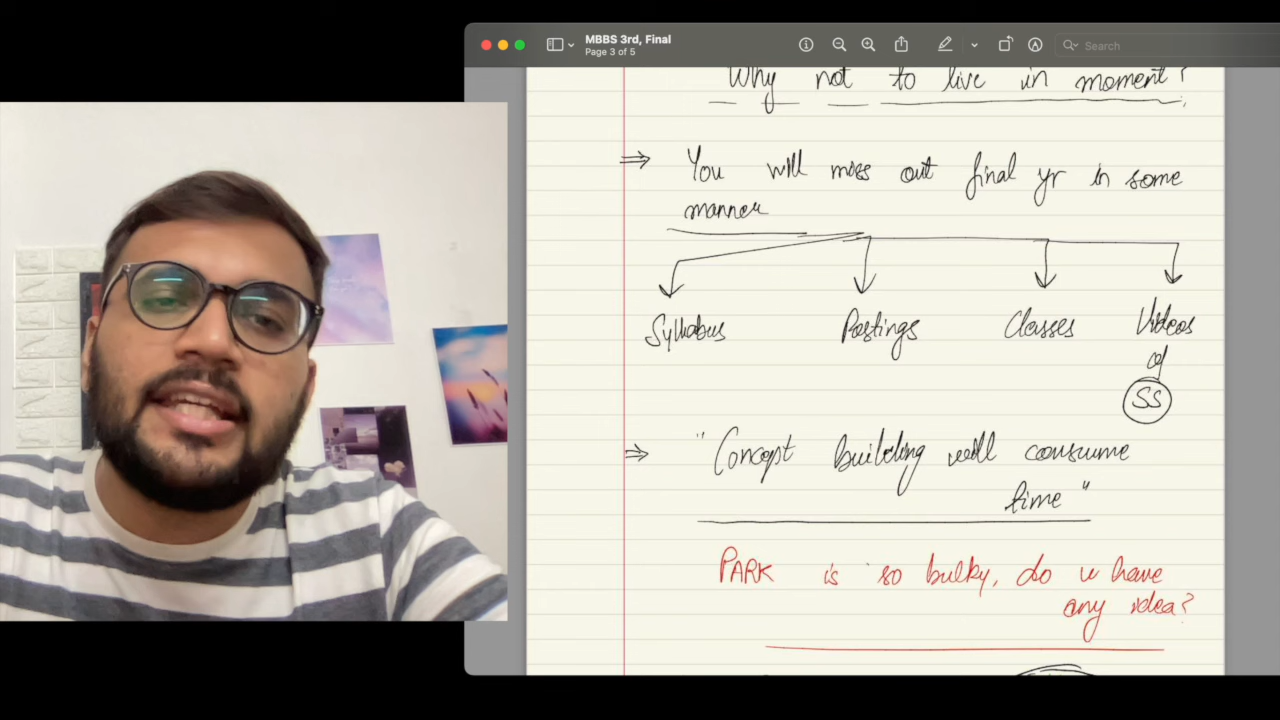 MBBS 3rd, Final
Page 3 of 5
Search
Why not to live in moment?
⇒ You will miss out final yr in some
manner
Syllabus Postings Classes Videos
of
SS
⇒ "Concept building will consume
time"
PARK is so bulky, do u have
any idea?